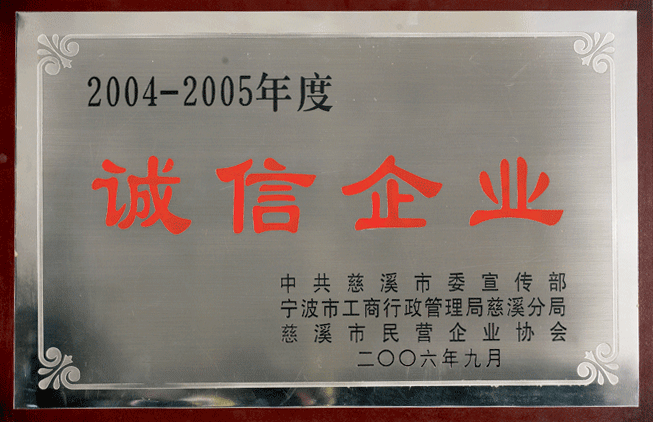 2004-2005年度
诚信企业
中共慈溪市委宣传部
宁波市工商行政管理局慈溪分局
慈溪市民营企业协会
二〇〇六年九月